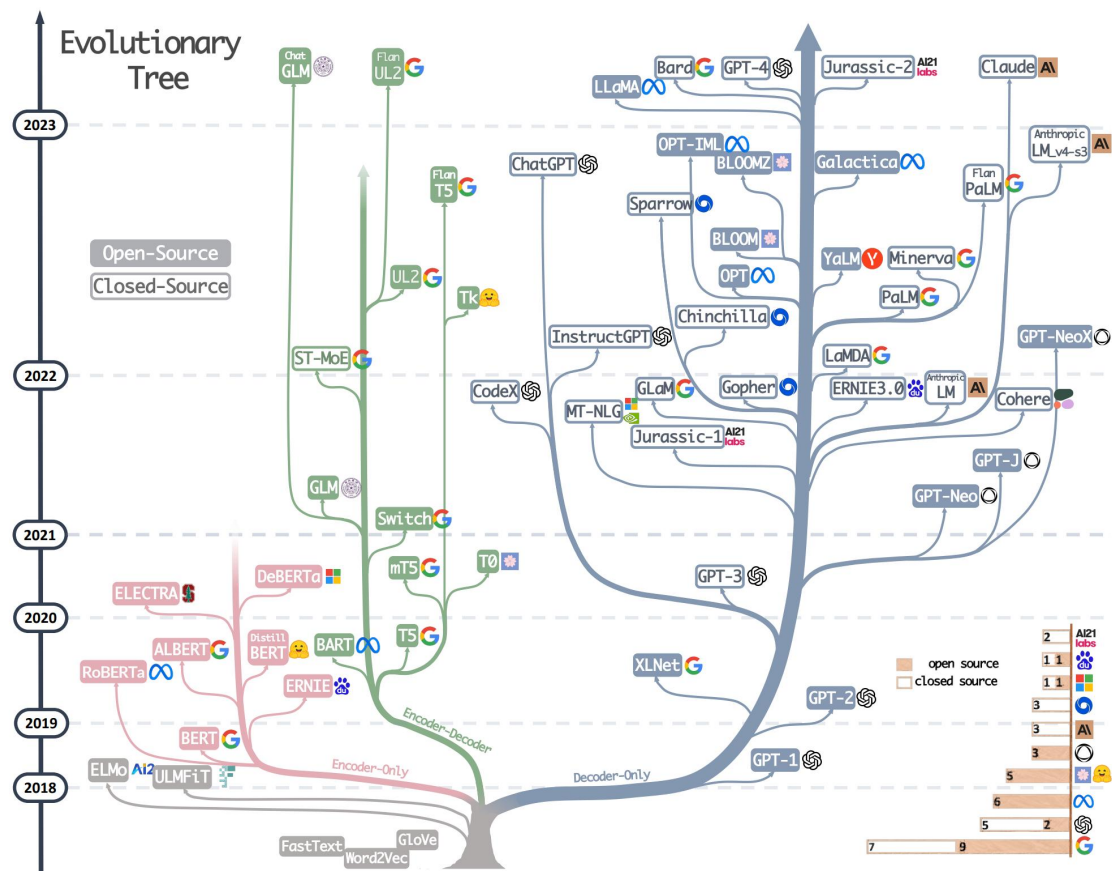 Evolutionary
Tree
2023
2022
2021
2020
2019
2018
Open-Source
Closed-Source
Chat
GLM
Flan
UL2
Flan
T5
UL2
Tk
ST-MoE
GLM
Switch
mT5
T0
BART
T5
Encoder-Decoder
DeBERTa
ELECTRA
ALBERT
Distill
BERT
RoBERTa
ERNIE
du
BERT
Encoder-Only
ELMo
AI2
ULMFiT
FastText
Word2Vec
GloVe
LLaMA
Bard
GPT-4
Jurassic-2
AI21
labs
Claude
A\
ChatGPT
OPT-IML
BLOOMZ
Galactica
Anthropic
LM_v4-s3
A\
Flan
PaLM
Sparrow
BLOOM
OPT
YaLM
Y
Minerva
PaLM
Chinchilla
InstructGPT
GPT-NeoX
LaMDA
CodeX
GLaM
Gopher
ERNIE3.0
du
Anthropic
LM
A\
Cohere
MT-NLG
Jurassic-1
AI21
labs
GPT-J
GPT-Neo
GPT-3
XLNet
GPT-2
GPT-1
Decoder-Only
open source
closed source
2
AI21
labs
1 1
du
1 1
3
3
A\
3
5
6
5 2
7 9